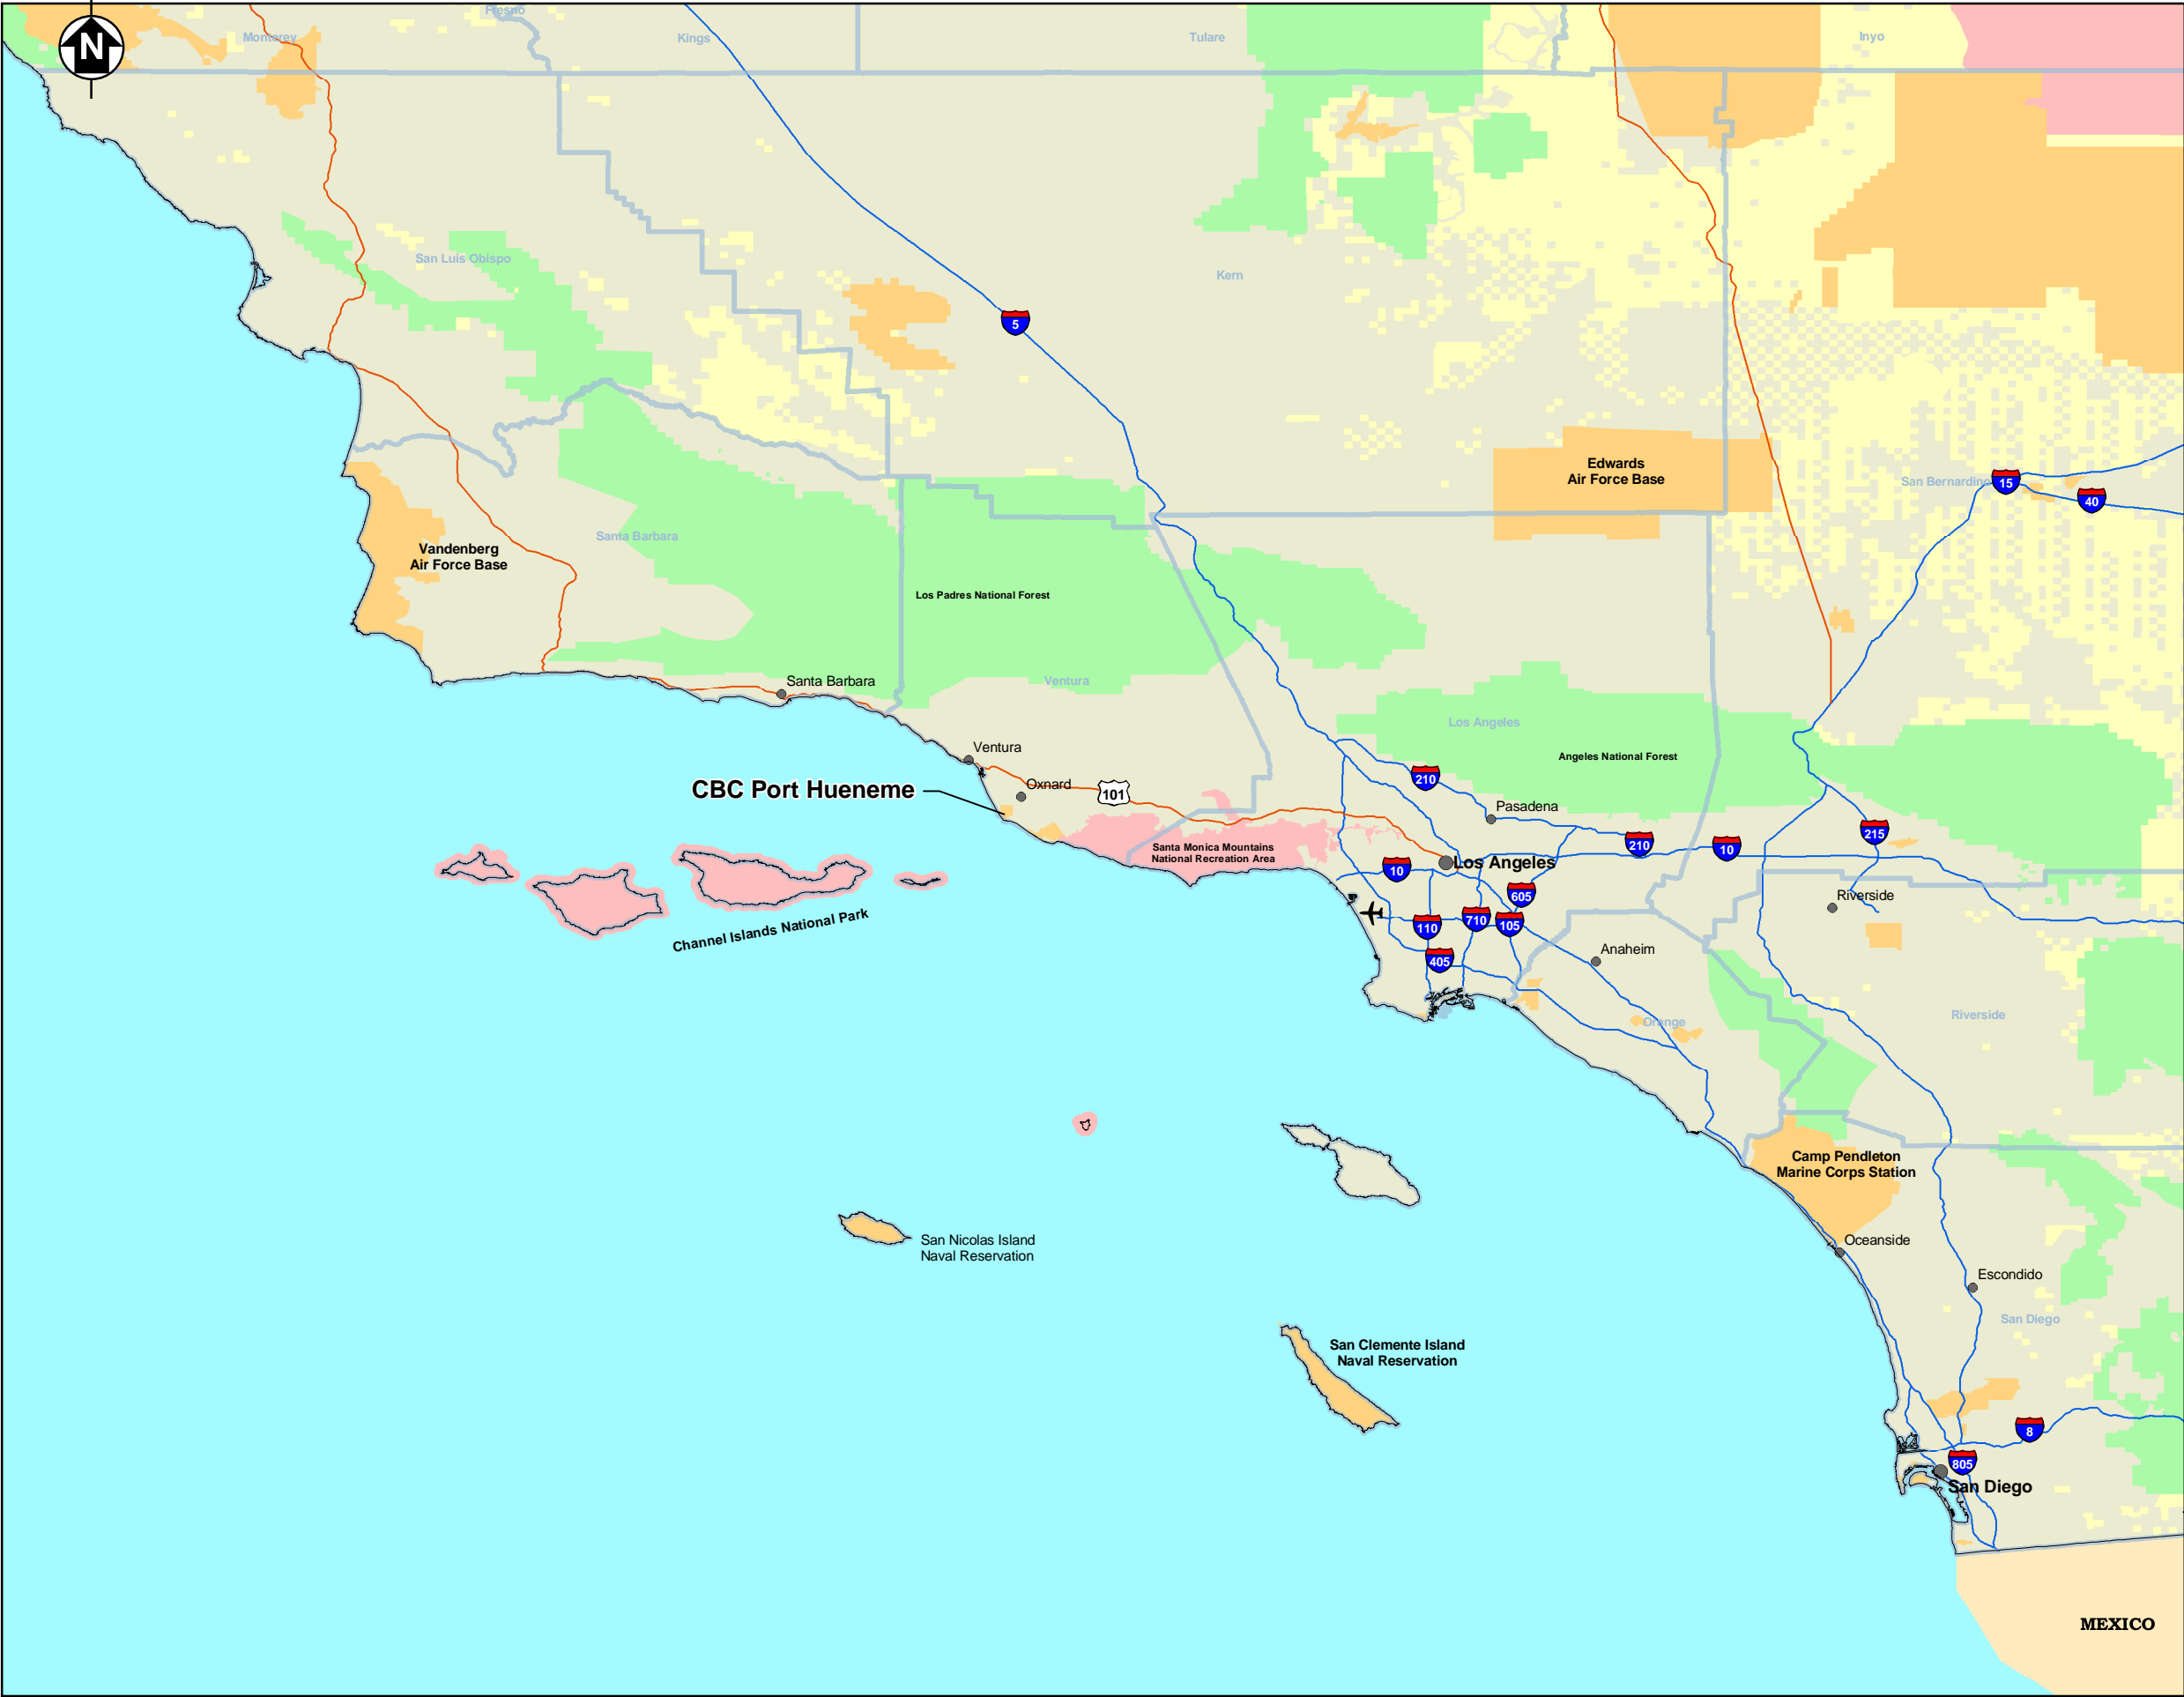 Fresno
N
Monterey
Kings
Tulare
Inyo
San Luis Obispo
Kern
5
Edwards
Air Force Base
San Bernardino
15
40
Vandenberg
Air Force Base
Santa Barbara
Los Padres National Forest
Santa Barbara
Ventura
Los Angeles
Angeles National Forest
Ventura
CBC Port Hueneme
Oxnard
101
210
Pasadena
210
10
215
Santa Monica Mountains
National Recreation Area
Los Angeles
10
605
Riverside
Channel Islands National Park
110
710
105
405
Anaheim
Orange
Riverside
Camp Pendleton
Marine Corps Station
San Nicolas Island
Naval Reservation
Oceanside
Escondido
San Diego
San Clemente Island
Naval Reservation
8
805
San Diego
MEXICO